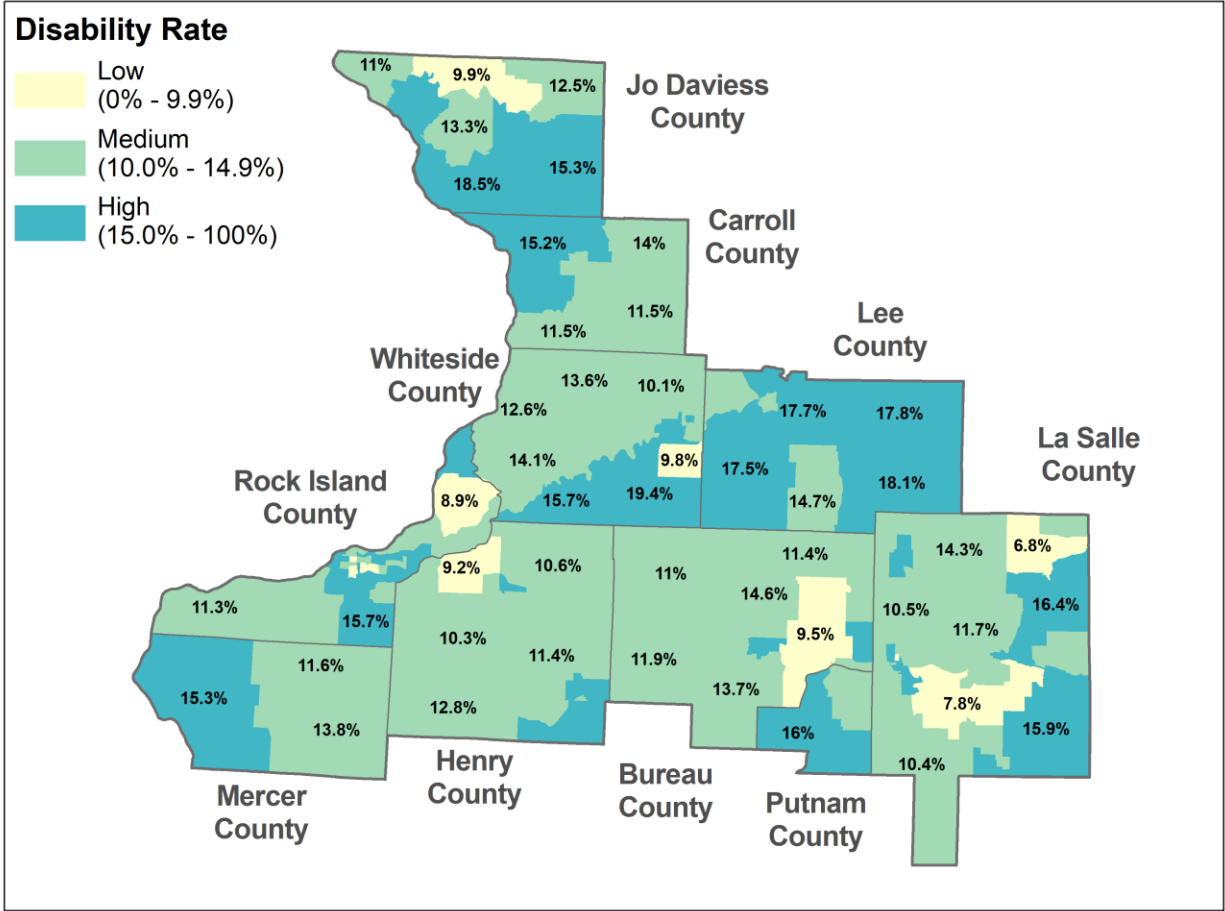 Disability Rate
Low
(0% - 9.9%)
Medium
(10.0% - 14.9%)
High
(15.0% - 100%)
11%
9.9%
12.5%
13.3%
15.3%
18.5%
Jo Daviess
County
15.2%
14%
11.5%
11.5%
Carroll
County
Whiteside
County
13.6%
10.1%
12.6%
14.1%
9.8%
15.7%
19.4%
Lee
County
17.7%
17.8%
17.5%
18.1%
14.7%
La Salle
County
14.3%
6.8%
10.5%
16.4%
11.7%
7.8%
15.9%
10.4%
Rock Island
County
8.9%
11.3%
15.7%
9.2%
10.6%
10.3%
11.4%
12.8%
Henry
County
11.4%
11%
14.6%
9.5%
11.9%
13.7%
Bureau
County
16%
Putnam
County
11.6%
15.3%
13.8%
Mercer
County